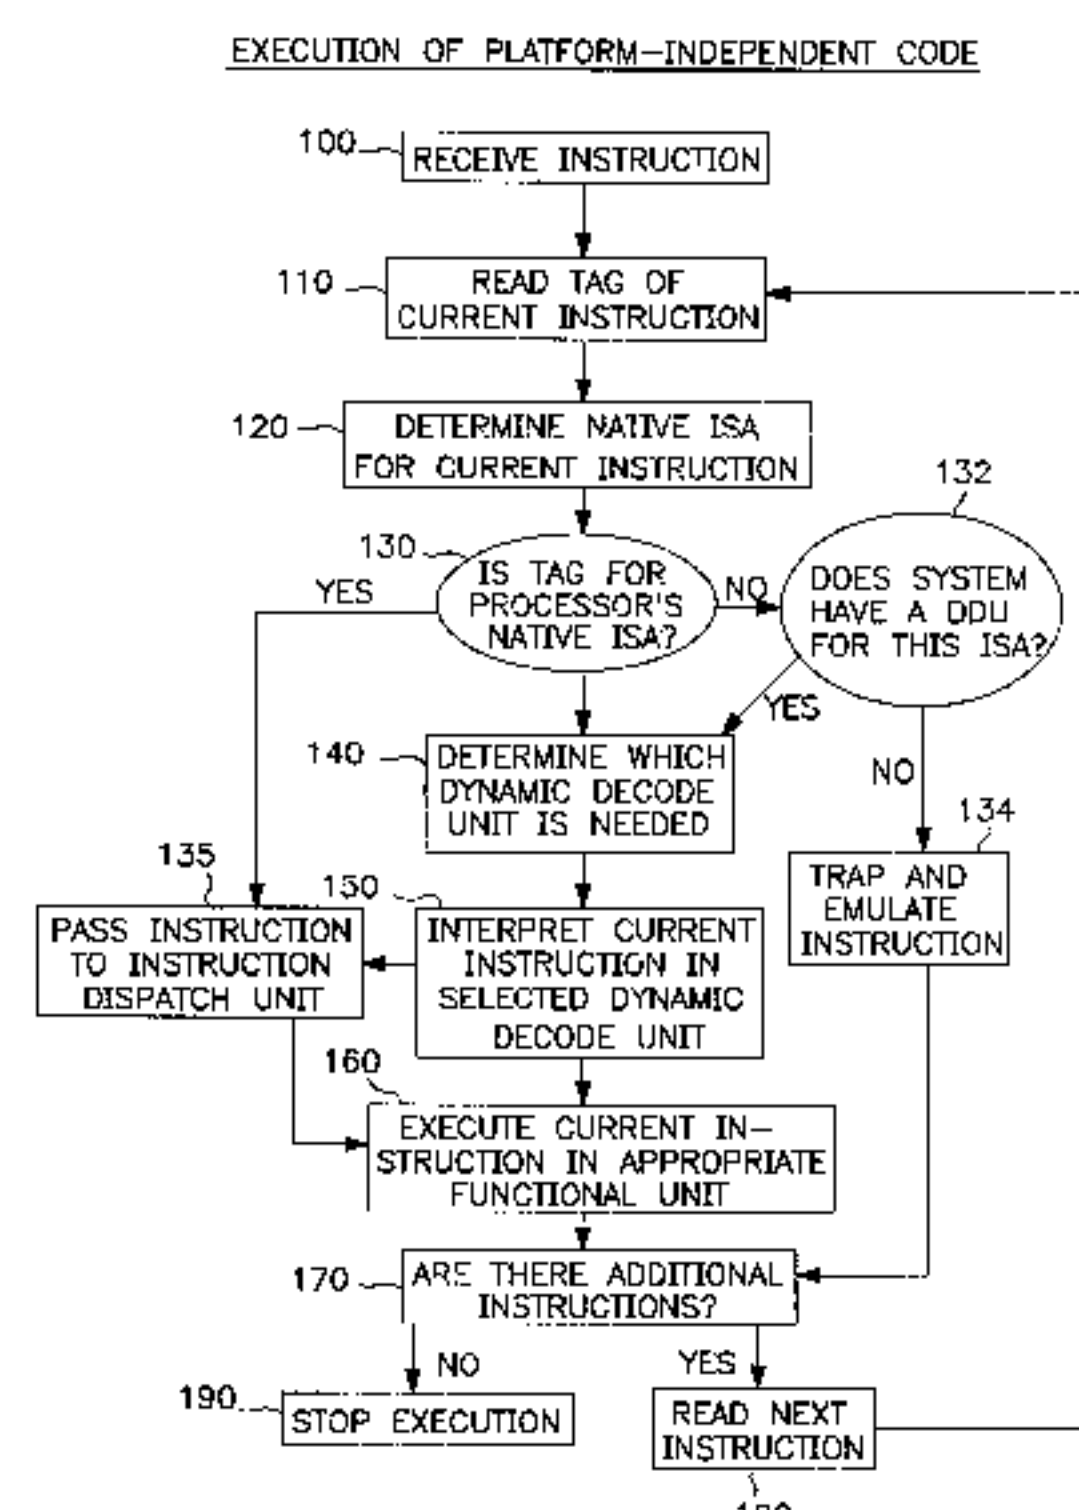 EXECUTION OF PLATFORM-INDEPENDENT CODE
100
RECEIVE INSTRUCTION
110
READ TAG OF
CURRENT INSTRUCTION
120
DETERMINE NATIVE ISA
FOR CURRENT INSTRUCTION
132
130
IS TAG FOR
PROCESSOR'S
NATIVE ISA?
YES
NO
DOES SYSTEM
HAVE A DDU
FOR THIS ISA?
YES
NO
140
DETERMINE WHICH
DYNAMIC DECODE
UNIT IS NEEDED
134
TRAP AND
EMULATE
INSTRUCTION
135
PASS INSTRUCTION
TO INSTRUCTION
DISPATCH UNIT
150
INTERPRET CURRENT
INSTRUCTION IN
SELECTED DYNAMIC
DECODE UNIT
160
EXECUTE CURRENT IN-
STRUCTION IN APPROPRIATE
FUNCTIONAL UNIT
170
ARE THERE ADDITIONAL
INSTRUCTIONS?
NO
YES
190
STOP EXECUTION
READ NEXT
INSTRUCTION